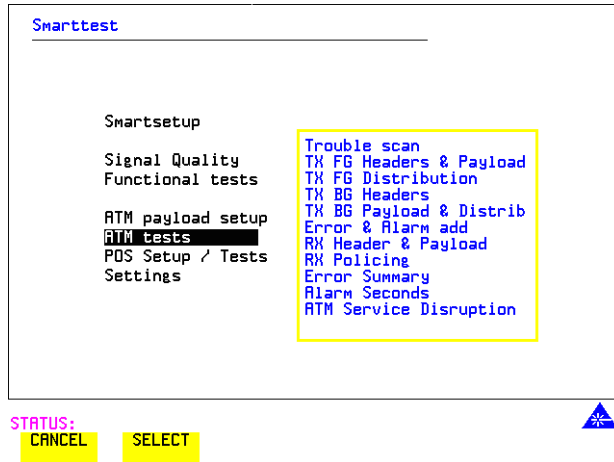 Smarttest
Smartsetup
Signal Quality
Functional tests
ATM payload setup
ATM tests
POS Setup / Tests
Settings
Trouble scan
TX FG Headers & Payload
TX FG Distribution
TX BG Headers
TX BG Payload & Distrib
Error & Alarm add
RX Header & Payload
RX Policing
Error Summary
Alarm Seconds
ATM Service Disruption
STATUS:
CANCEL SELECT